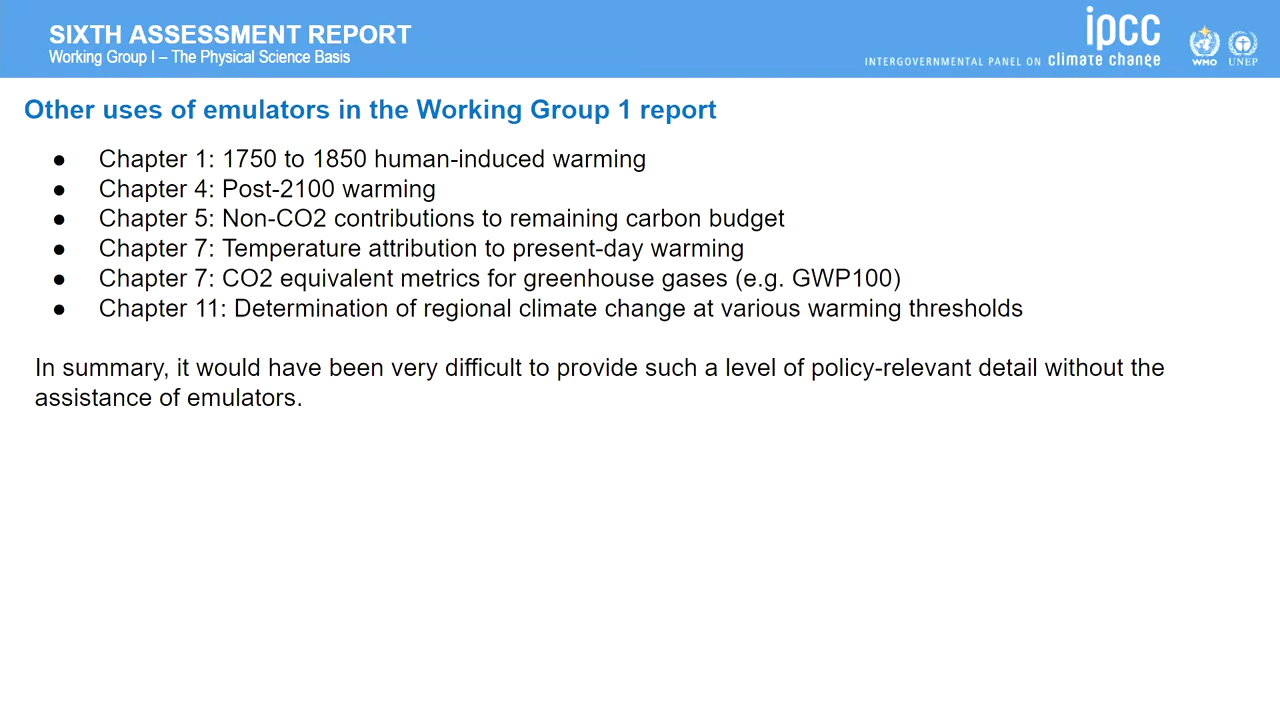 SIXTH ASSESSMENT REPORT
Working Group I – The Physical Science Basis
ipcc
INTERGOVERNMENTAL PANEL ON climate change
WMO
UNEP
Other uses of emulators in the Working Group 1 report
● Chapter 1: 1750 to 1850 human-induced warming
● Chapter 4: Post-2100 warming
● Chapter 5: Non-CO2 contributions to remaining carbon budget
● Chapter 7: Temperature attribution to present-day warming
● Chapter 7: CO2 equivalent metrics for greenhouse gases (e.g. GWP100)
● Chapter 11: Determination of regional climate change at various warming thresholds
In summary, it would have been very difficult to provide such a level of policy-relevant detail without the
assistance of emulators.